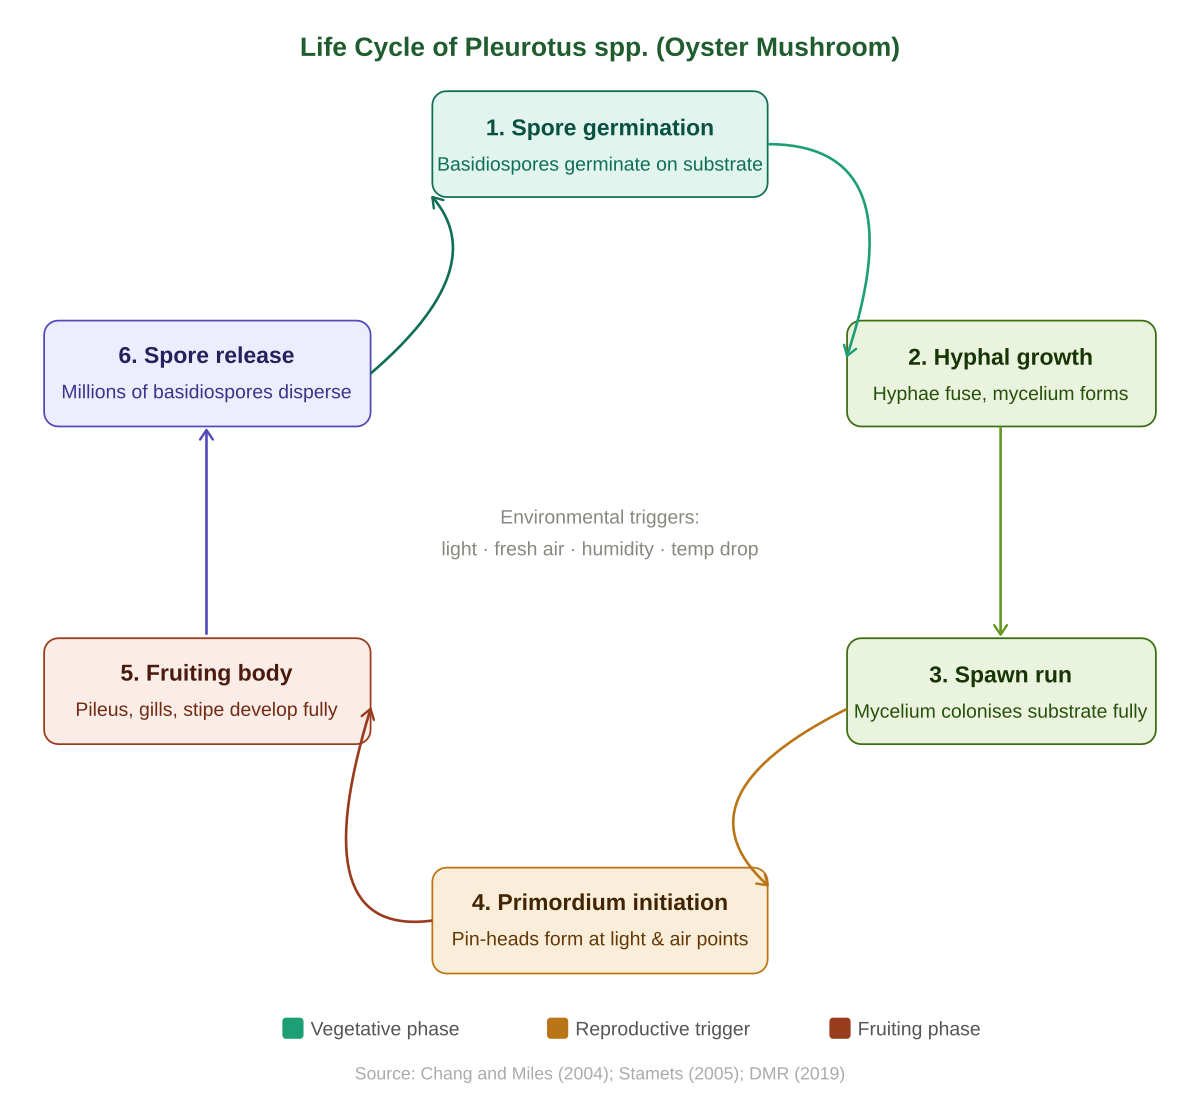 Life Cycle of Pleurotus spp. (Oyster Mushroom)
1. Spore germination
Basidiospores germinate on substrate
2. Hyphal growth
Hyphae fuse, mycelium forms
3. Spawn run
Mycelium colonises substrate fully
4. Primordium initiation
Pin-heads form at light & air points
5. Fruiting body
Pileus, gills, stipe develop fully
6. Spore release
Millions of basidiospores disperse
Environmental triggers:
light · fresh air · humidity · temp drop
Vegetative phase
Reproductive trigger
Fruiting phase
Source: Chang and Miles (2004); Stamets (2005); DMR (2019)